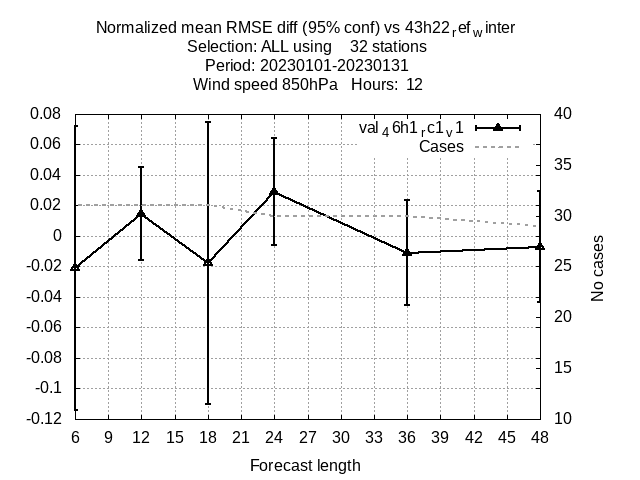 Normalized mean RMSE diff (95% conf) vs 43h22refwinter
Selection: ALL using 32 stations
Period: 20230101-20230131
Wind speed 850hPa Hours: 12
val46h1rc1v1
Cases
0.08
0.06
0.04
0.02
0
-0.02
-0.04
-0.06
-0.08
-0.1
-0.12
40
35
30
25
20
15
10
No cases
6 9 12 15 18 21 24 27 30 33 36 39 42 45 48
Forecast length